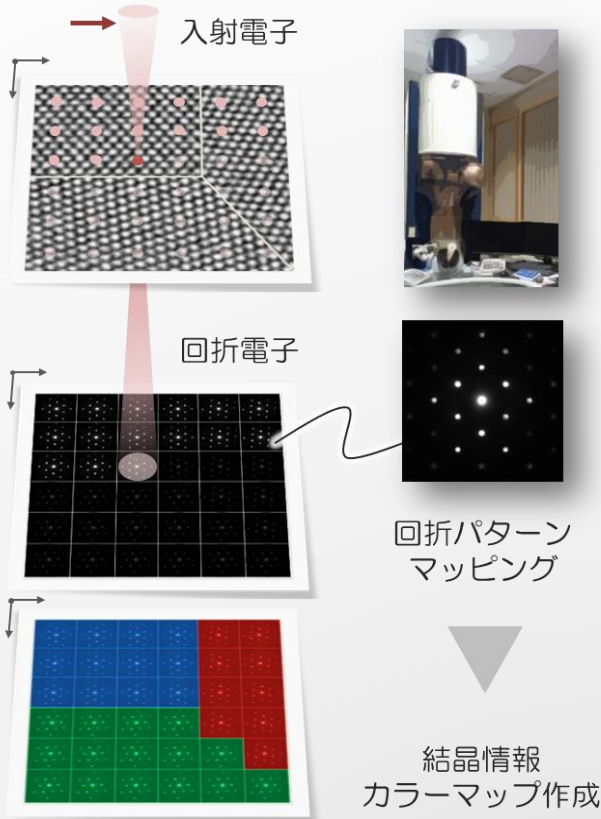 入射電子
回折電子
回折パターン
マッピング
結晶情報
カラーマップ作成